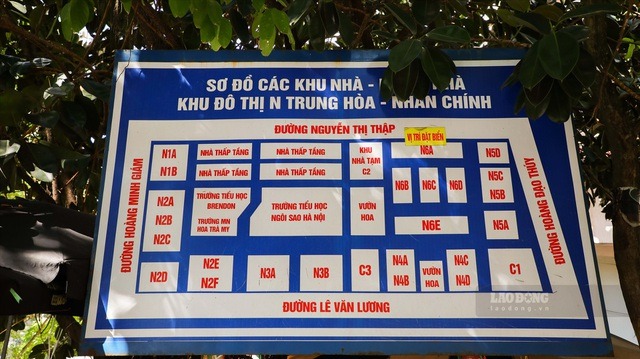 SƠ ĐỒ CÁC KHU NHÀ -
KHU ĐÔ THỊ N TRUNG HÒA - NHÂN CHÍNH
ĐƯỜNG NGUYỄN THỊ THẬP
VỊ TRÍ ĐẶT BIỂN
ĐƯỜNG HOÀNG MINH GIÁM
N1A
N1B
NHÀ THẤP TẦNG
NHÀ THẤP TẦNG
NHÀ THẤP TẦNG
NHÀ THẤP TẦNG
KHU
NHÀ TẠM
C2
N6A
N5D
N2A
N2B
N2C
TRƯỜNG TIỂU HỌC
BRENDON
TRƯỜNG MN
HOA TRÀ MY
TRƯỜNG TIỂU HỌC
NGÔI SAO HÀ NỘI
VƯỜN
HOA
N6B
N6C
N6D
N6E
N5C
N5B
N5A
ĐƯỜNG HOÀNG ĐẠO THÚY
N2D
N2E
N2F
N3A
N3B
C3
N4A
N4B
VƯỜN
HOA
N4C
N4D
C1
ĐƯỜNG LÊ VĂN LƯƠNG
LAO ĐỘNG
laodong.vn